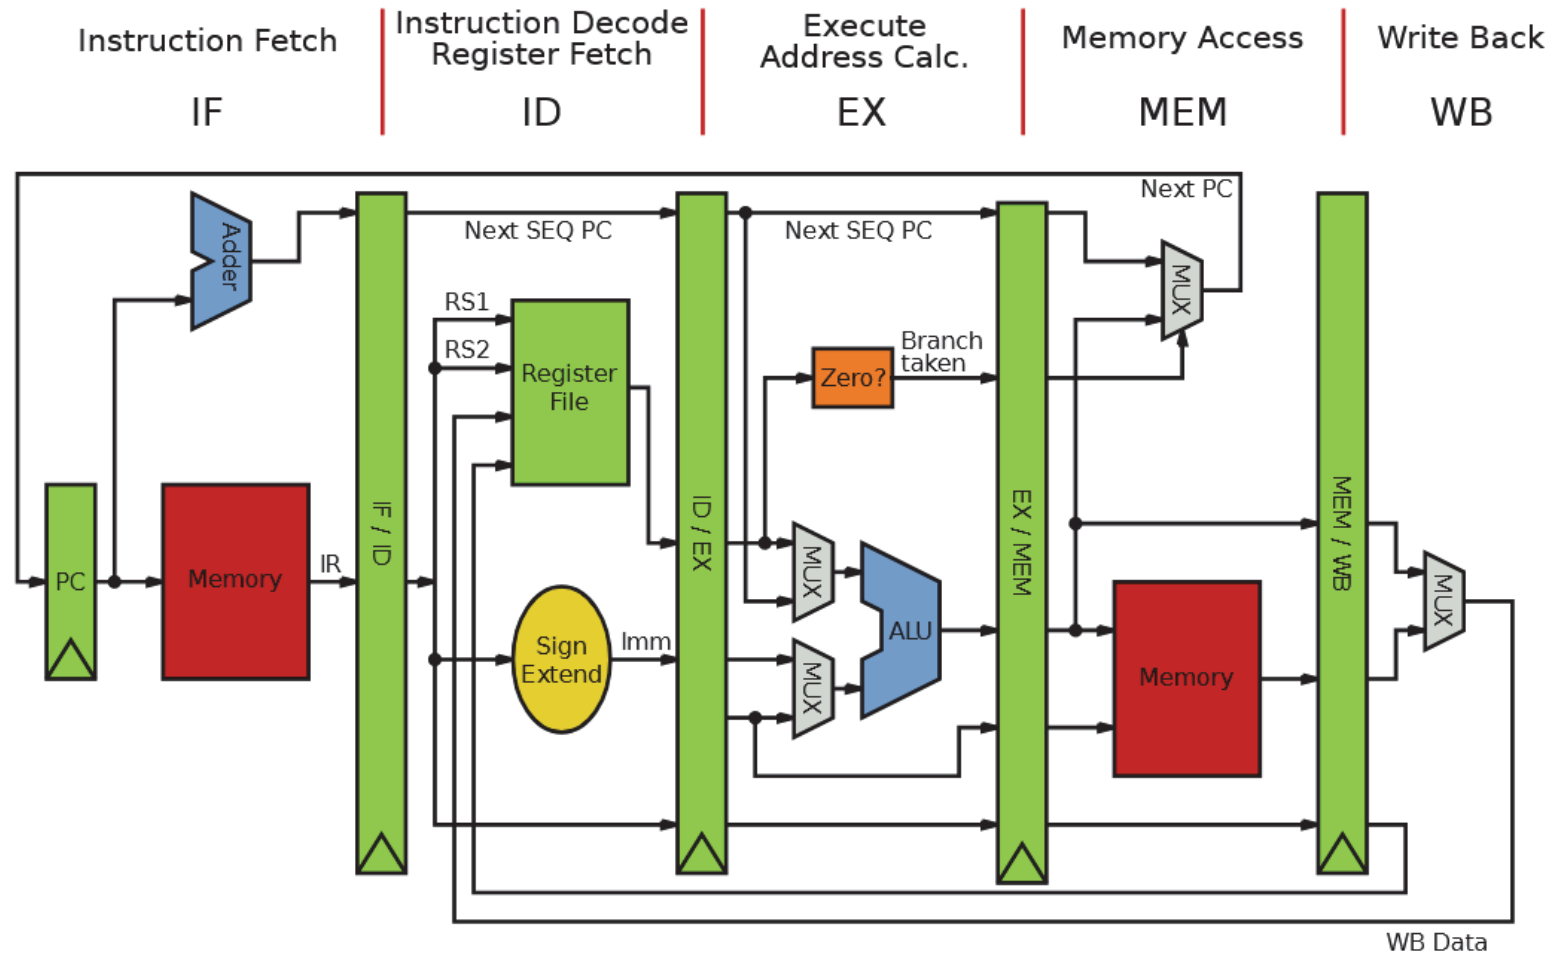 Instruction Fetch
Instruction Decode
Register Fetch
Execute
Address Calc.
Memory Access
Write Back
IF
ID
EX
MEM
WB
Next PC
Adder
Next SEQ PC
Next SEQ PC
MUX
RS1
RS2
Register
File
Zero?
Branch
taken
PC
Memory
IR
IF / ID
Sign
Extend
Imm
ID / EX
MUX
MUX
ALU
EX / MEM
Memory
MEM / WB
MUX
WB Data